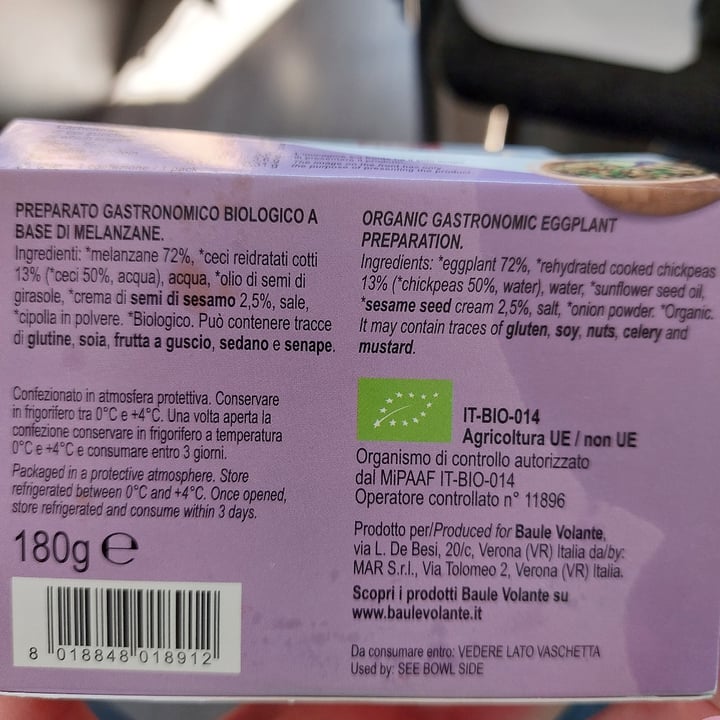 the purpose of presenting the product
PREPARATO GASTRONOMICO BIOLOGICO A
BASE DI MELANZANE.
Ingredienti: *melanzane 72%, *ceci reidratati cotti
13% (*ceci 50%, acqua), acqua, *olio di semi di
girasole, *crema di semi di sesamo 2,5%, sale,
*cipolla in polvere. *Biologico. Può contenere tracce
di glutine, soia, frutta a guscio, sedano e senape.
Confezionato in atmosfera protettiva. Conservare
in frigorifero tra 0°C e +4°C. Una volta aperta la
confezione conservare in frigorifero a temperatura
0°C e +4°C e consumare entro 3 giorni.
Packaged in a protective atmosphere. Store
refrigerated between 0°C and +4°C. Once opened,
store refrigerated and consume within 3 days.
180g ℮
8 018848 018912
ORGANIC GASTRONOMIC EGGPLANT
PREPARATION.
Ingredients: *eggplant 72%, *rehydrated cooked chickpeas
13% (*chickpeas 50%, water), water, *sunflower seed oil,
*sesame seed cream 2,5%, salt, *onion powder. *Organic.
It may contain traces of gluten, soy, nuts, celery and
mustard.
IT-BIO-014
Agricoltura UE / non UE
Organismo di controllo autorizzato
dal MiPAAF IT-BIO-014
Operatore controllato n° 11896
Prodotto per/Produced for Baule Volante,
via L. De Besi, 20/c, Verona (VR) Italia da/by:
MAR S.r.l., Via Tolomeo 2, Verona (VR) Italia.
Scopri i prodotti Baule Volante su
www.baulevolante.it
Da consumare entro: VEDERE LATO VASCHETTA
Used by: SEE BOWL SIDE